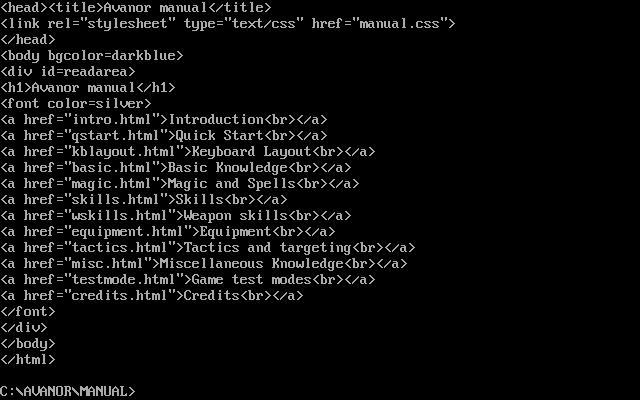 <head><title>Avanor manual</title>
<link rel="stylesheet" type="text/css" href="manual.css">
</head>
<body bgcolor=darkblue>
<div id=readarea>
<h1>Avanor manual</h1>
<font color=silver>
<a href="intro.html">Introduction<br></a>
<a href="qstart.html">Quick Start<br></a>
<a href="kblayout.html">Keyboard Layout<br></a>
<a href="basic.html">Basic Knowledge<br></a>
<a href="magic.html">Magic and Spells<br></a>
<a href="skills.html">Skills<br></a>
<a href="wskills.html">Weapon skills<br></a>
<a href="equipment.html">Equipment<br></a>
<a href="tactics.html">Tactics and targeting<br></a>
<a href="misc.html">Miscellaneous Knowledge<br></a>
<a href="testmode.html">Game test modes<br></a>
<a href="credits.html">Credits<br></a>
</font>
</div>
</body>
</html>

C:\AVANOR\MANUAL>